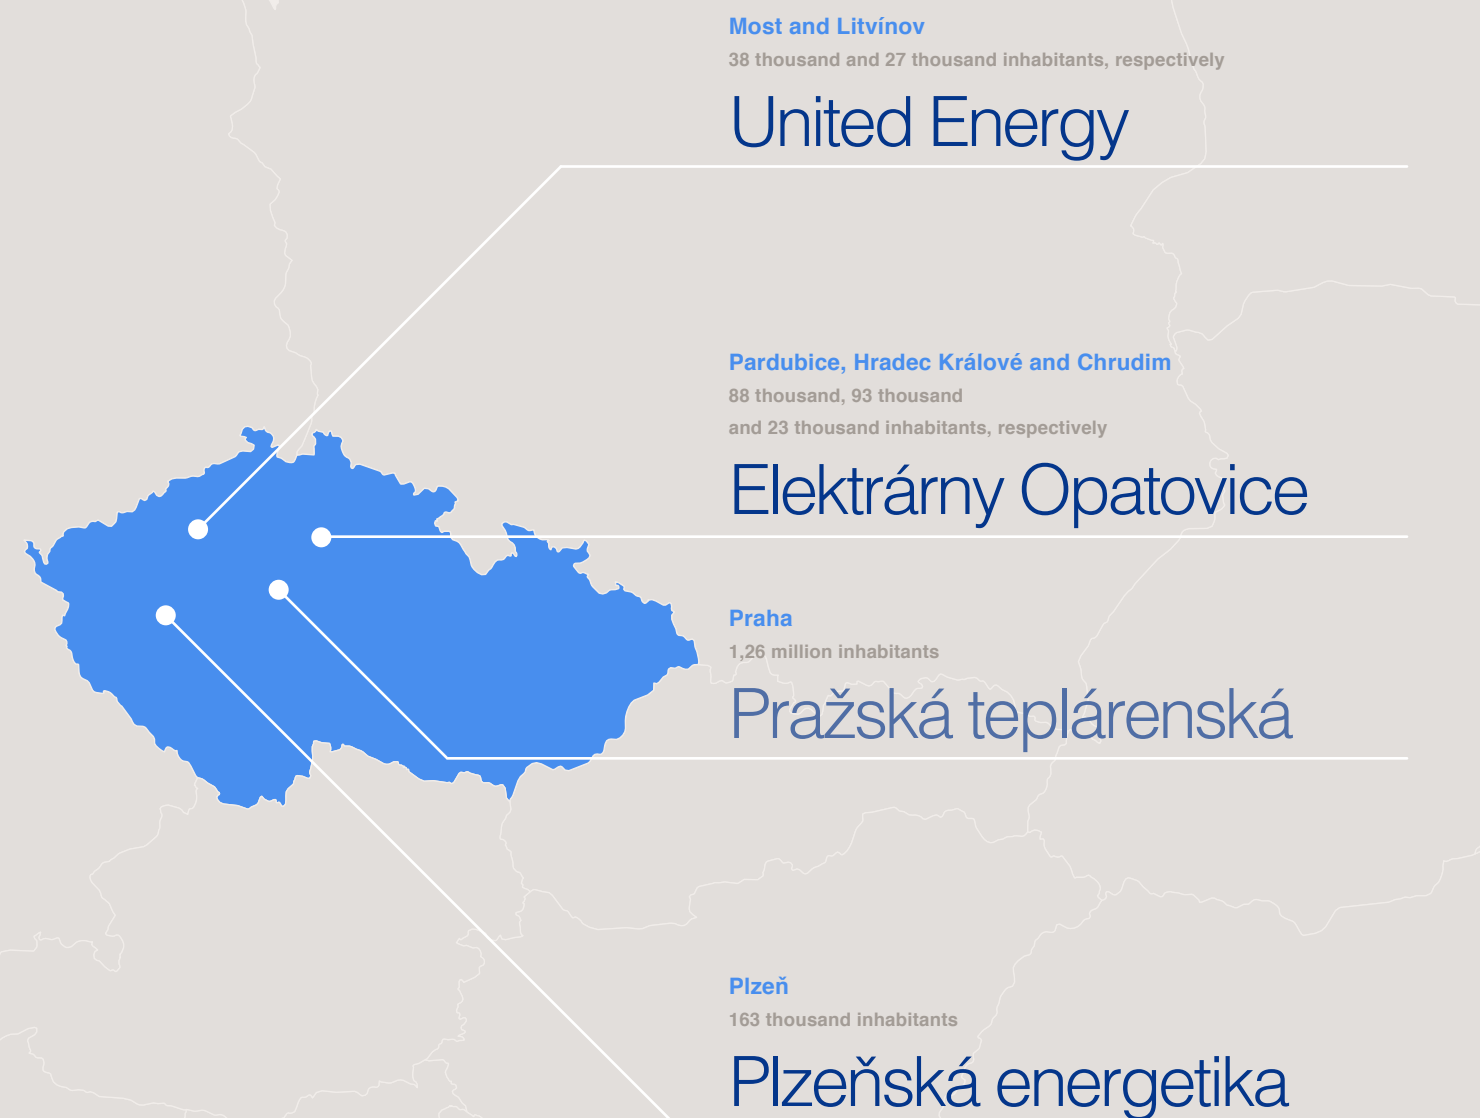 Most and Litvínov
38 thousand and 27 thousand inhabitants, respectively
United Energy
Pardubice, Hradec Králové and Chrudim
88 thousand, 93 thousand
and 23 thousand inhabitants, respectively
Elektrárny Opatovice
Praha
1,26 million inhabitants
Pražská teplárenská
Plzeň
163 thousand inhabitants
Plzeňská energetika